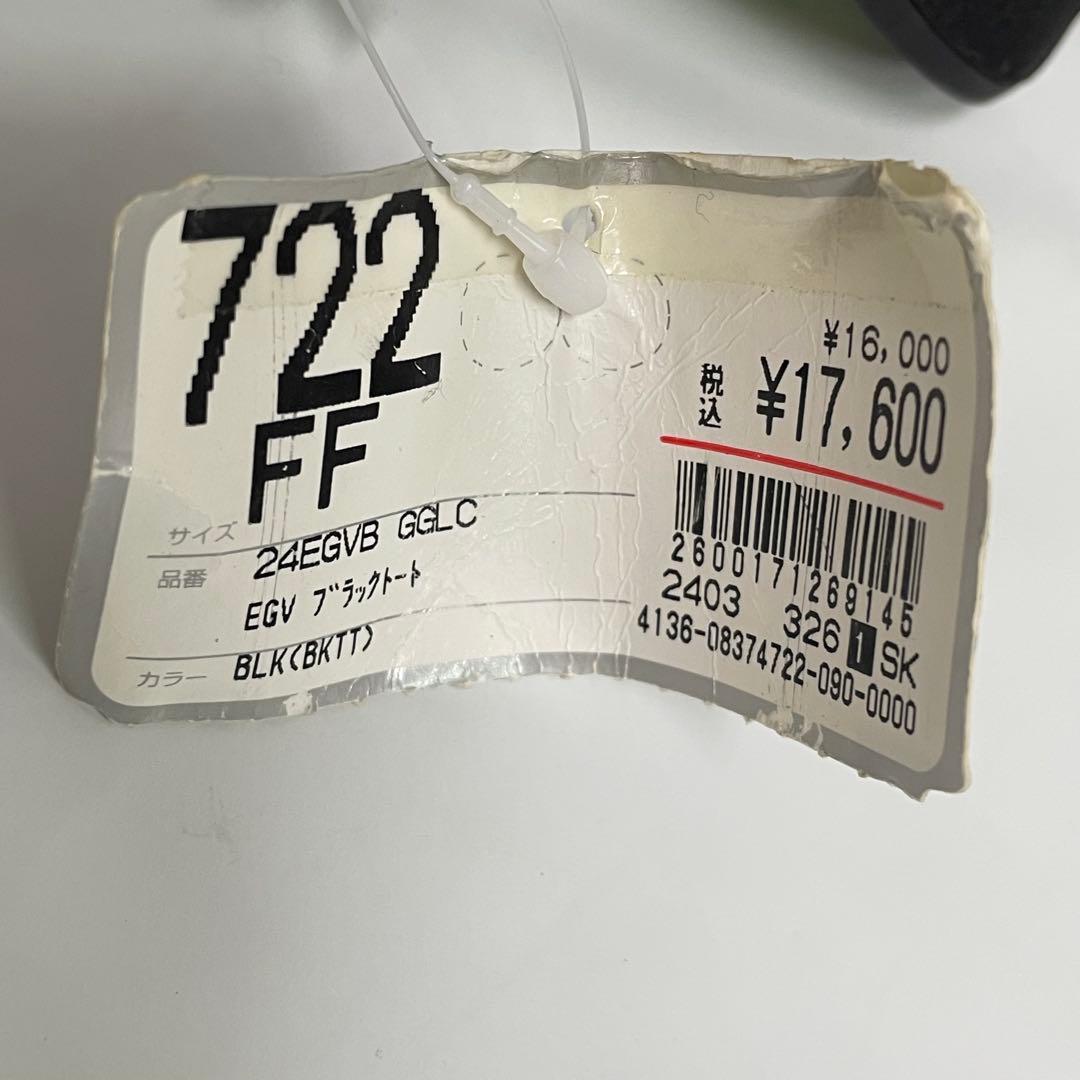 722
FF
サイズ
24EGVB GGLC
品番
EGV ブラックトート
カラー
BLK(BKTT)
¥16,000
税込 ¥17,600
2600171269145
2403 326 1 SK
4136-08374722-090-0000